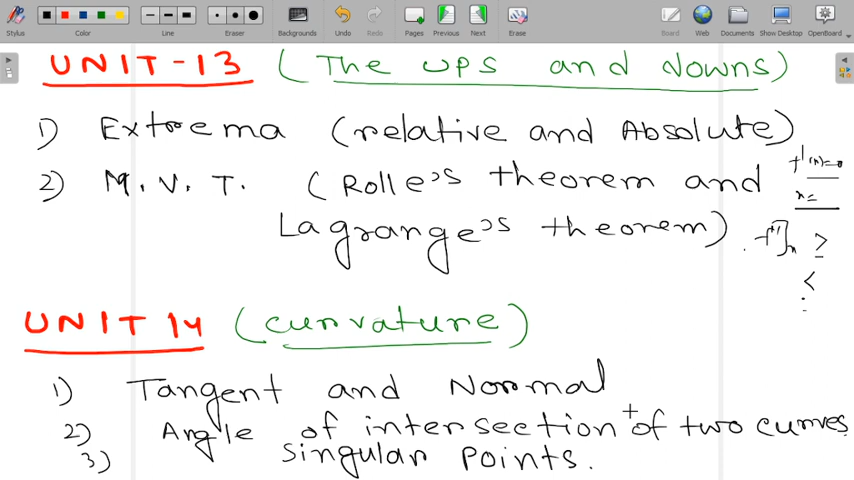 Stylus Color Line Eraser Backgrounds Undo Redo Pages Previous Next Erase Board Web Documents Show Desktop OpenBoard
UNIT-13 (The ups and downs)
1) Extrema (relative and Absolute)
2) M.V.T. (Rolle's theorem and
Lagrange's theorem)
f'(x)=0
x=
>
<
UNIT 14 (curvature)
1) Tangent and Normal
2) Angle of intersection of two curves
3) singular points.